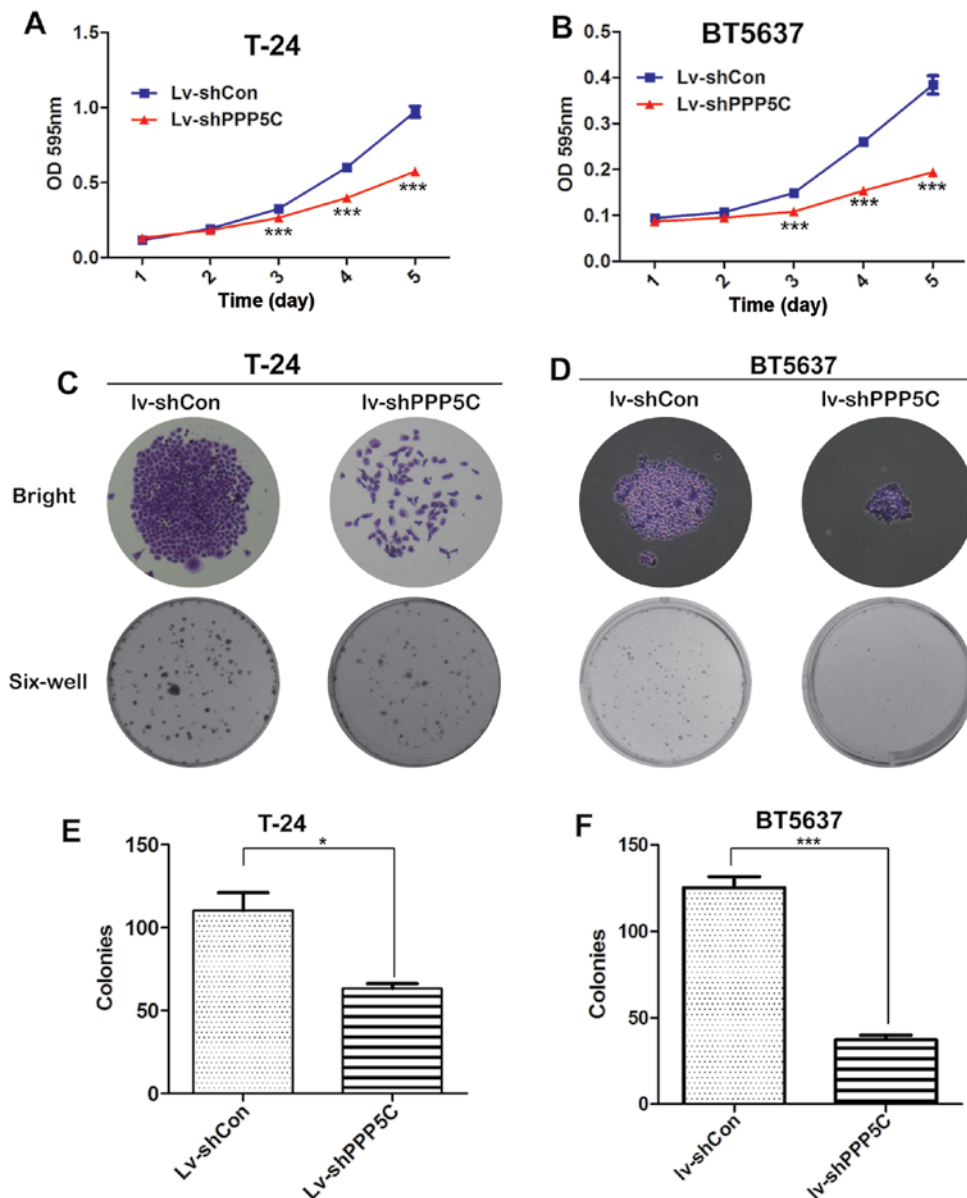 A
T-24
1.5
1.0
0.5
0.0
OD 595nm
Lv-shCon
Lv-shPPP5C
***
***
***
1
2
3
4
5
Time (day)
B
BT5637
0.5
0.4
0.3
0.2
0.1
0.0
OD 595nm
Lv-shCon
Lv-shPPP5C
***
***
***
1
2
3
4
5
Time (day)
C
T-24
lv-shCon
lv-shPPP5C
D
BT5637
lv-shCon
lv-shPPP5C
Bright
Six-well
E
T-24
150
100
50
0
Colonies
*
Lv-shCon
Lv-shPPP5C
F
BT5637
150
100
50
0
Colonies
***
lv-shCon
lv-shPPP5C